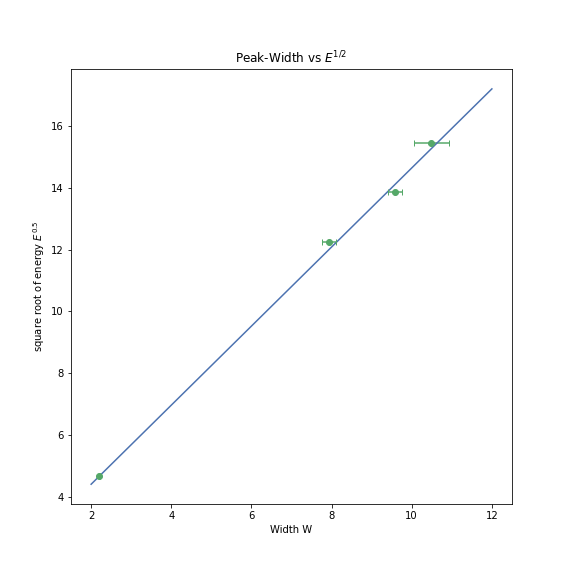 Peak-Width vs E^{1/2}
16
14
12
10
8
6
4
square root of energy E^{0.5}
2 4 6 8 10 12
Width W